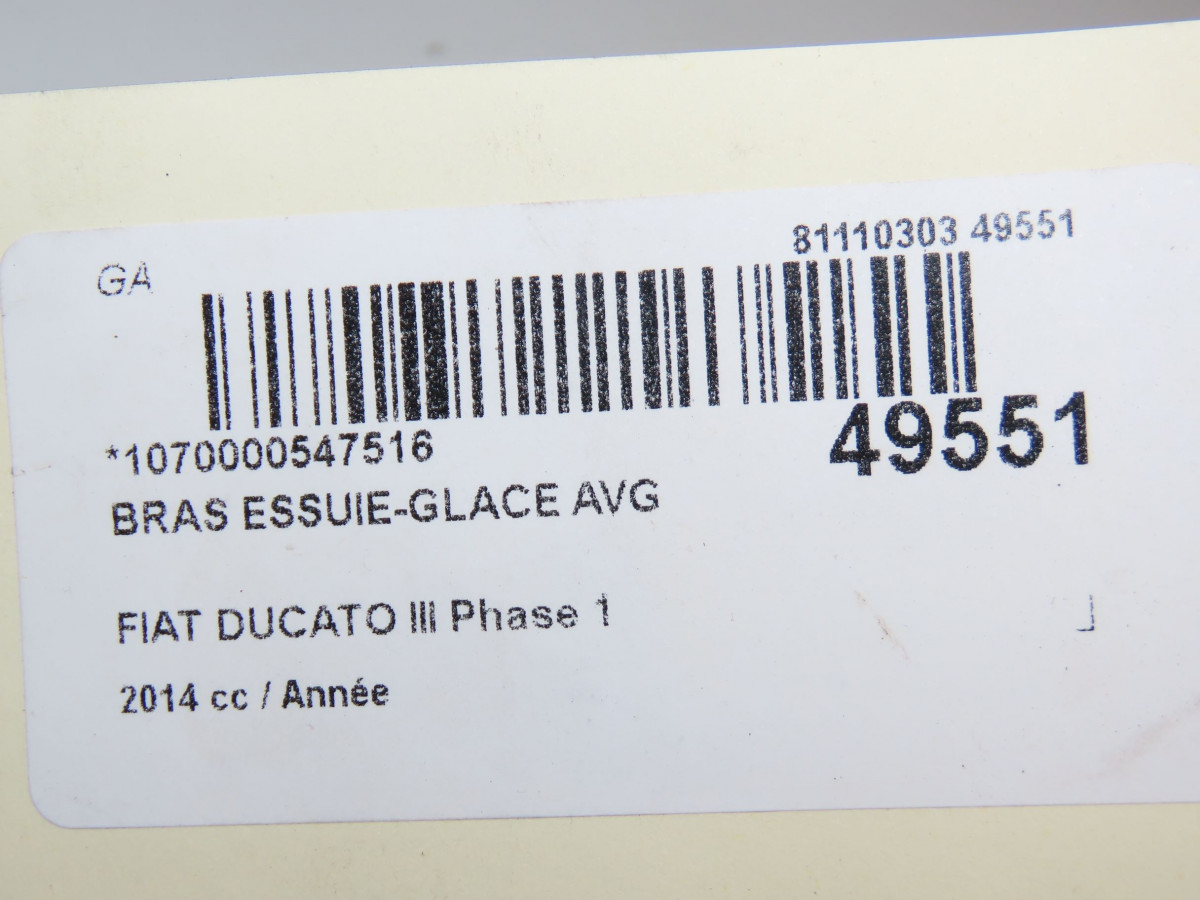 81110303 49551
GA
*1070000547516
49551
BRAS ESSUIE-GLACE AVG
FIAT DUCATO III Phase 1
2014 cc / Année